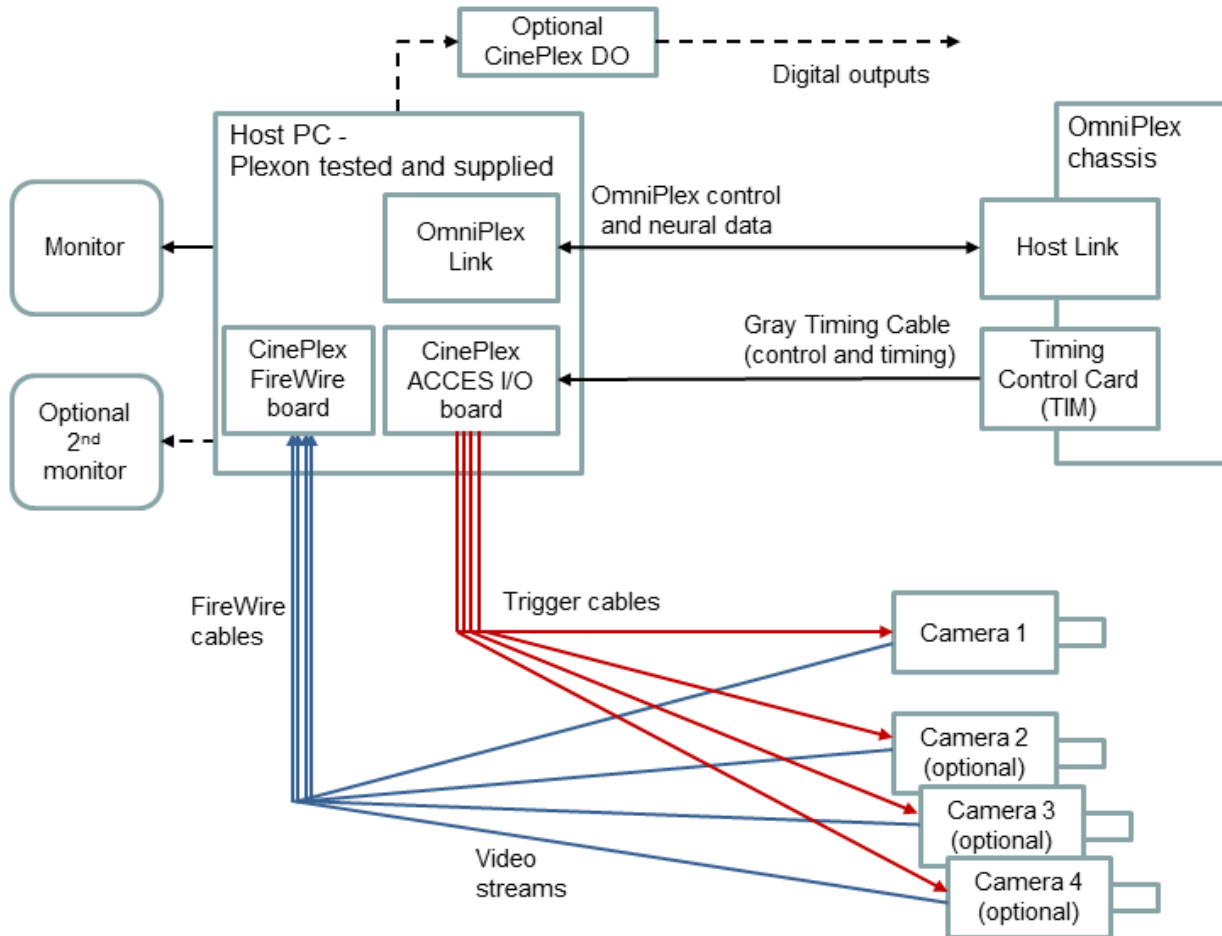 Optional
CinePlex DO
Digital outputs
Host PC -
Plexon tested and supplied
OmniPlex
chassis
OmniPlex control
and neural data
OmniPlex
Link
Host Link
Monitor
Gray Timing Cable
(control and timing)
CinePlex
FireWire
board
CinePlex
ACCES I/O
board
Timing
Control Card
(TIM)
Optional
2nd
monitor
FireWire
cables
Trigger cables
Camera 1
Camera 2
(optional)
Camera 3
(optional)
Video
streams
Camera 4
(optional)